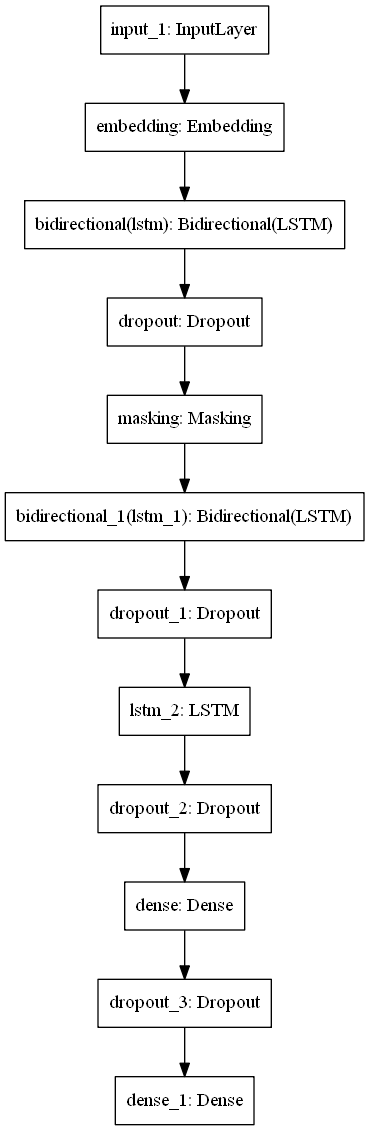 input_1: InputLayer
embedding: Embedding
bidirectional(lstm): Bidirectional(LSTM)
dropout: Dropout
masking: Masking
bidirectional_1(lstm_1): Bidirectional(LSTM)
dropout_1: Dropout
lstm_2: LSTM
dropout_2: Dropout
dense: Dense
dropout_3: Dropout
dense_1: Dense